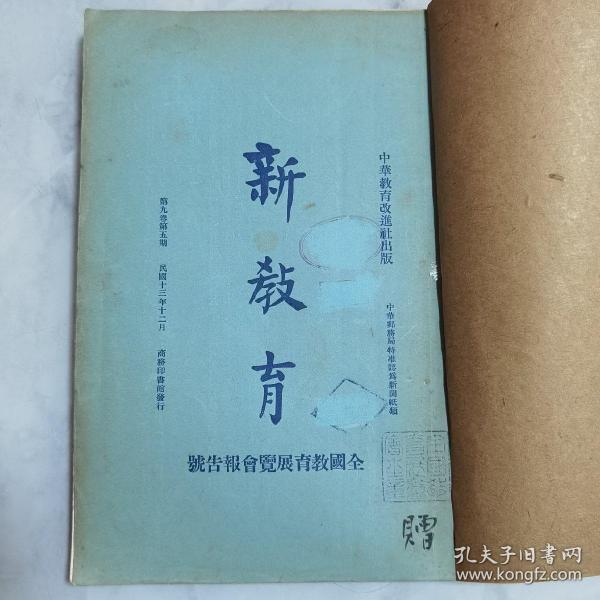 中華教育改進社出版
中華郵務局特准認爲新聞紙類
新教育
全國教育展覽會報告號
第九卷第五期 民國十三年十二月 商務印書館發行
贈
孔夫子旧书网
www.kongfz.com